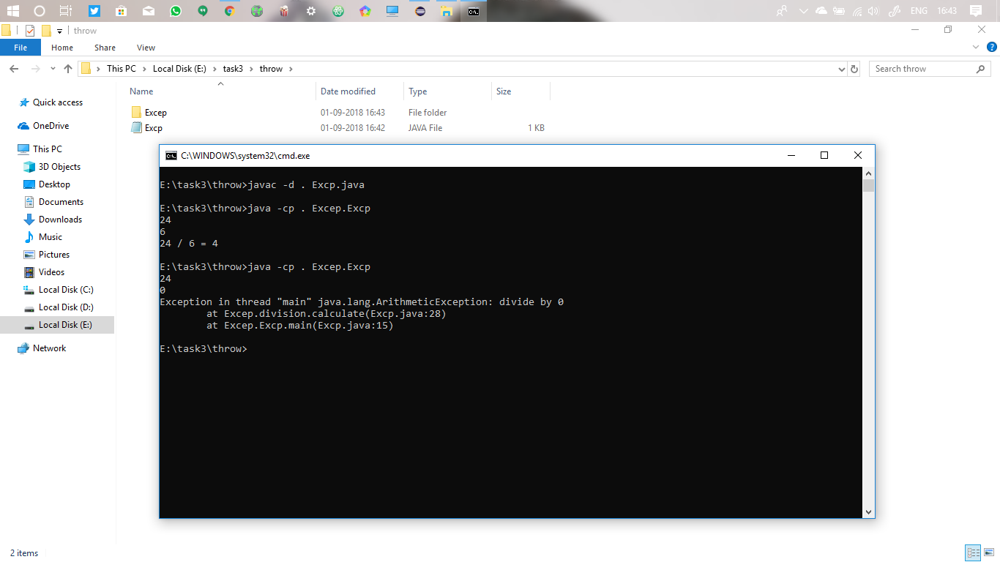 ENG 16:43
throw
File Home Share View
This PC Local Disk (E:) task3 throw
Search throw
Name Date modified Type Size
Excep 01-09-2018 16:43 File folder
Excp 01-09-2018 16:42 JAVA File 1 KB
Quick access
OneDrive
This PC
3D Objects
Desktop
Documents
Downloads
Music
Pictures
Videos
Local Disk (C:)
Local Disk (D:)
Local Disk (E:)
Network
C:\WINDOWS\system32\cmd.exe
E:\task3\throw>javac -d . Excp.java
E:\task3\throw>java -cp . Excep.Excp
24
6
24 / 6 = 4
E:\task3\throw>java -cp . Excep.Excp
24
0
Exception in thread "main" java.lang.ArithmeticException: divide by 0
at Excep.division.calculate(Excp.java:28)
at Excep.Excp.main(Excp.java:15)
E:\task3\throw>
2 items